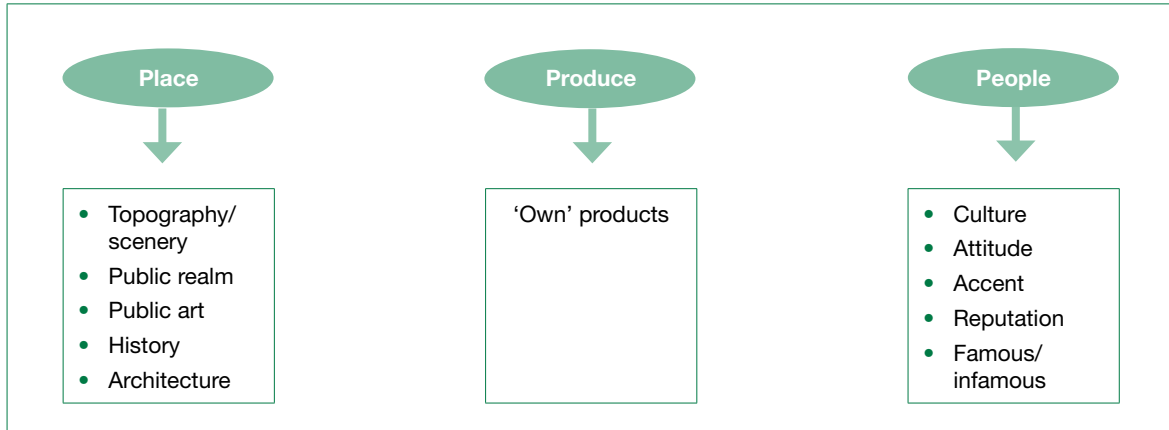 Place
Produce
People
• Topography/
scenery
• Public realm
• Public art
• History
• Architecture
‘Own’ products
• Culture
• Attitude
• Accent
• Reputation
• Famous/
infamous